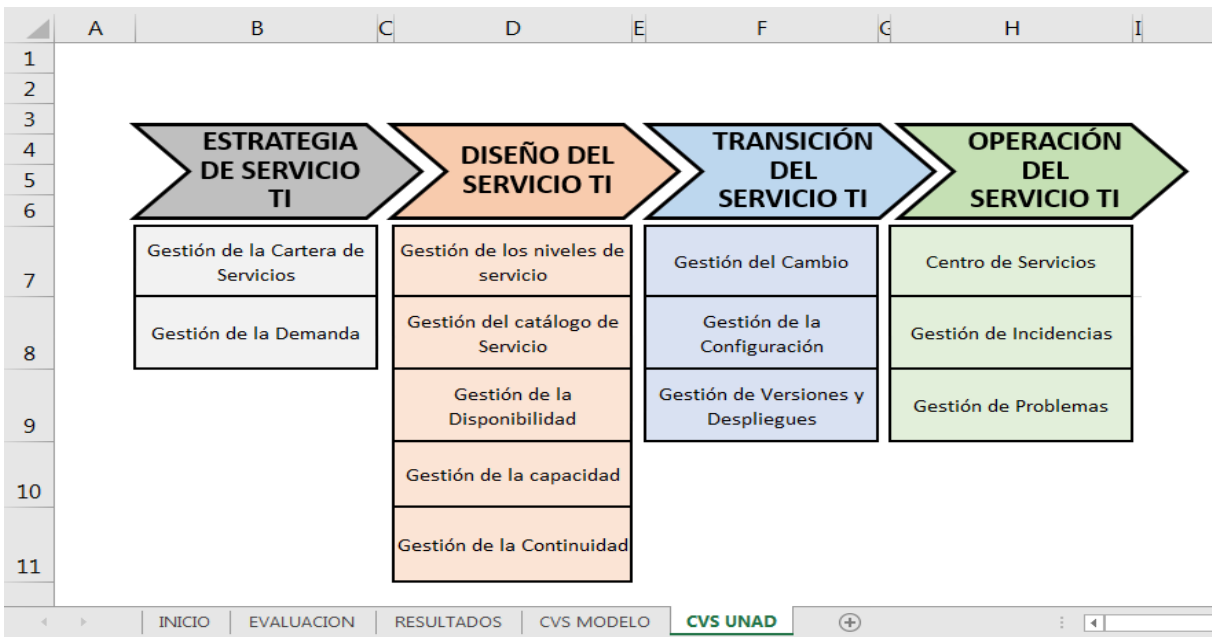 A B C D E F G H I
1
2
3
4
5
6
7
8
9
10
11
ESTRATEGIA
DE SERVICIO
TI
DISEÑO DEL
SERVICIO TI
TRANSICIÓN
DEL
SERVICIO TI
OPERACIÓN
DEL
SERVICIO TI
Gestión de la Cartera de
Servicios
Gestión de la Demanda
Gestión de los niveles de
servicio
Gestión del catálogo de
Servicio
Gestión de la
Disponibilidad
Gestión de la capacidad
Gestión de la Continuidad
Gestión del Cambio
Gestión de la
Configuración
Gestión de Versiones y
Despliegues
Centro de Servicios
Gestión de Incidencias
Gestión de Problemas
INICIO EVALUACION RESULTADOS CVS MODELO CVS UNAD